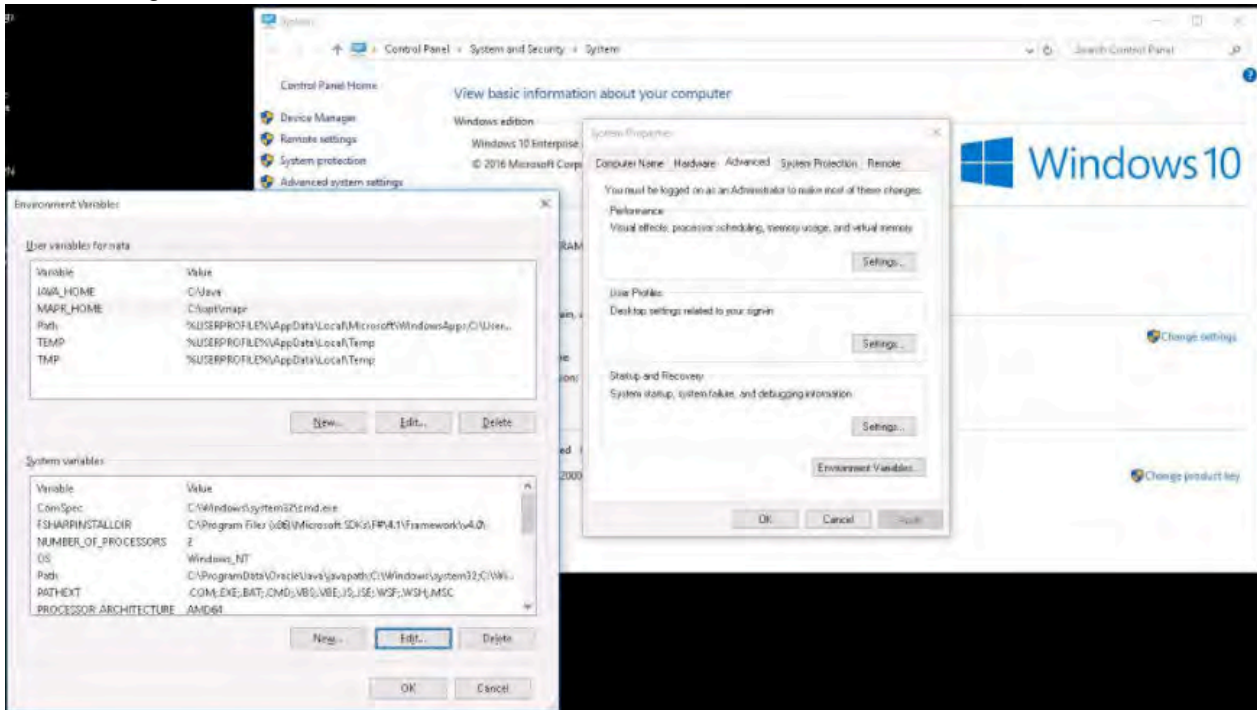 System
Control Panel › System and Security › System
Search Control Panel
Control Panel Home
View basic information about your computer
Device Manager
Windows edition
Remote settings
Windows 10 Enterprise
System protection
© 2016 Microsoft Corp
Advanced system settings
Windows 10
System Properties
Computer Name Hardware Advanced System Protection Remote
You must be logged on as an Administrator to make most of these changes.
Performance
Visual effects, processor scheduling, memory usage, and virtual memory
Settings...
User Profiles
Desktop settings related to your sign-in
Settings...
Startup and Recovery
System startup, system failure, and debugging information
Settings...
Environment Variables...
OK Cancel Apply
RAM
Change settings
Change product key
Environment Variables
User variables for nata
Variable Value
JAVA_HOME C:\Java
MAPR_HOME C:\opt\mapr
Path %USERPROFILE%\AppData\Local\Microsoft\WindowsApps;C:\User...
TEMP %USERPROFILE%\AppData\Local\Temp
TMP %USERPROFILE%\AppData\Local\Temp
New... Edit... Delete
System variables
Variable Value
ComSpec C:\Windows\system32\cmd.exe
FSHARPINSTALLDIR C:\Program Files (x86)\Microsoft SDKs\F#\4.1\Framework\v4.0\
NUMBER_OF_PROCESSORS 2
OS Windows_NT
Path C:\ProgramData\Oracle\Java\javapath;C:\Windows\system32;C:\Wi...
PATHEXT .COM;.EXE;.BAT;.CMD;.VBS;.VBE;.JS;.JSE;.WSF;.WSH;.MSC
PROCESSOR_ARCHITECTURE AMD64
New... Edit... Delete
OK Cancel